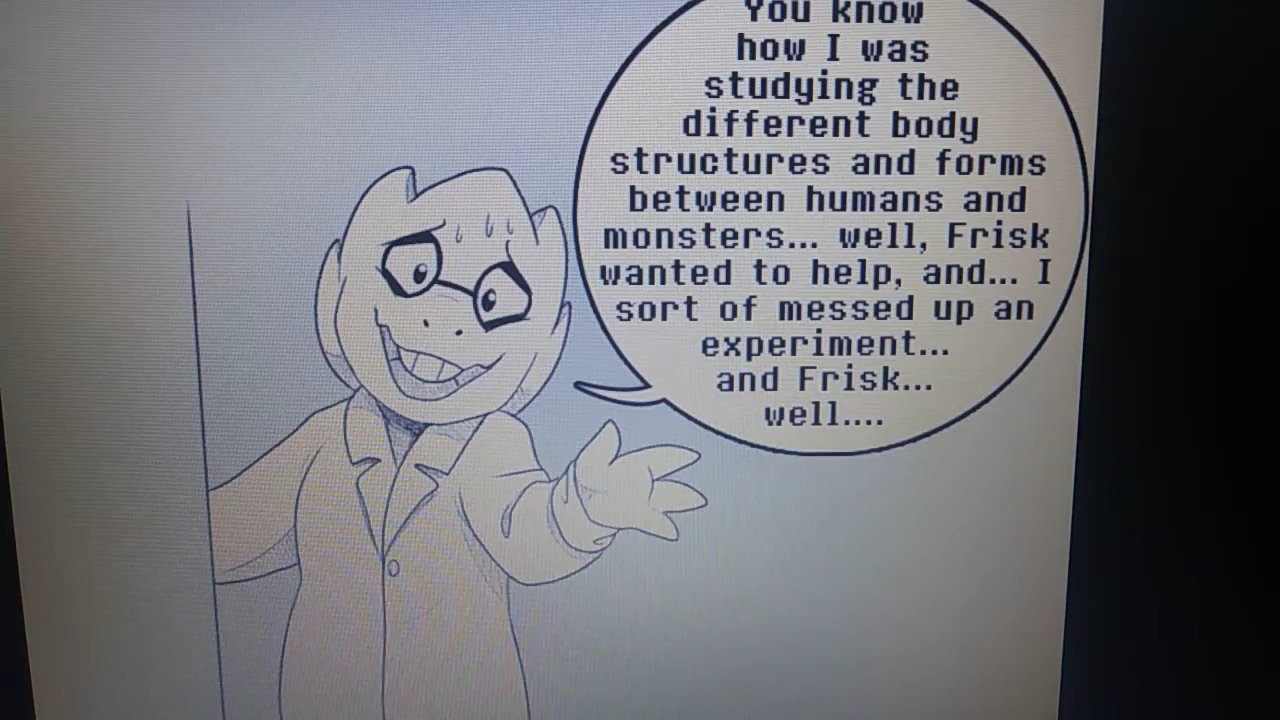 You know
how I was
studying the
different body
structures and forms
between humans and
monsters... well, Frisk
wanted to help, and... I
sort of messed up an
experiment...
and Frisk...
well....